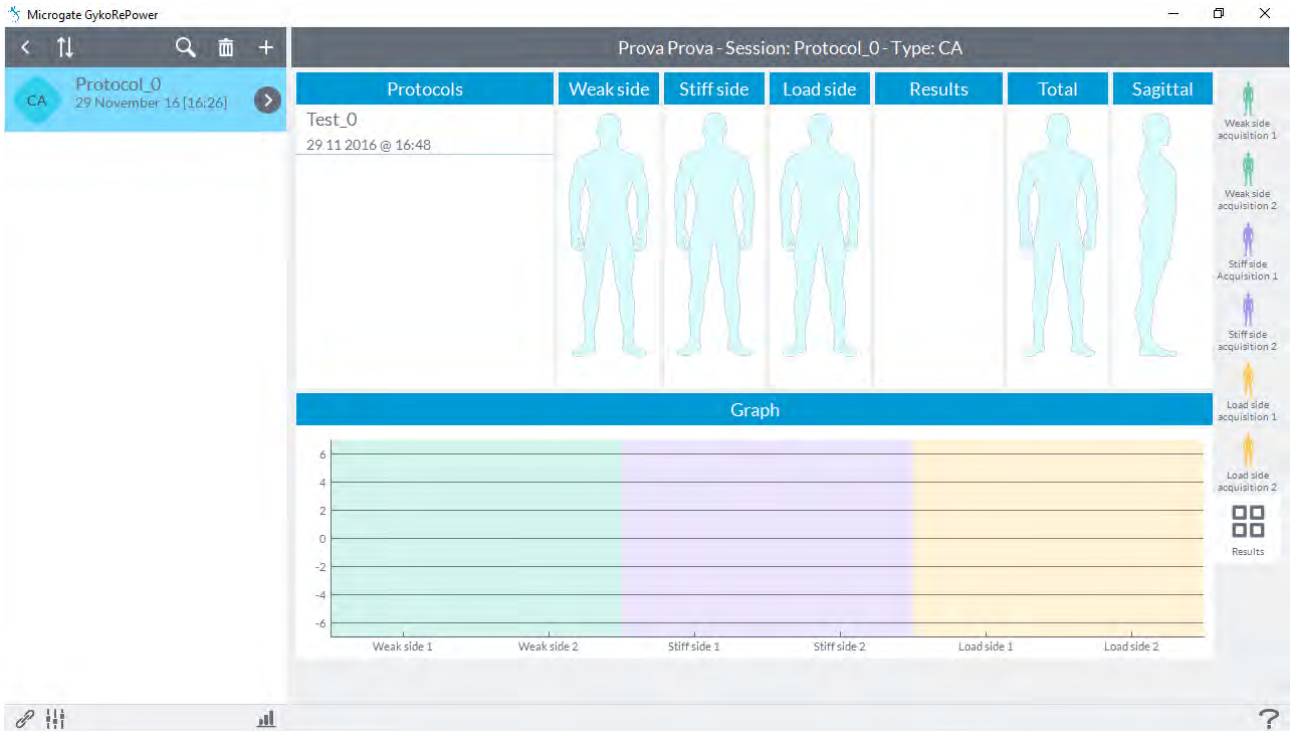 Microgate GykoRePower
Prova Prova - Session: Protocol_0 - Type: CA
CA
Protocol_0
29 November 16 [16:26]
Protocols
Weak side
Stiff side
Load side
Results
Total
Sagittal
Test_0
29 11 2016 @ 16:48
Weak side
acquisition 1
Weak side
acquisition 2
Stiff side
Acquisition 1
Stiff side
acquisition 2
Load side
acquisition 1
Load side
acquisition 2
Results
Graph
6
4
2
0
-2
-4
-6
Weak side 1
Weak side 2
Stiff side 1
Stiff side 2
Load side 1
Load side 2
?